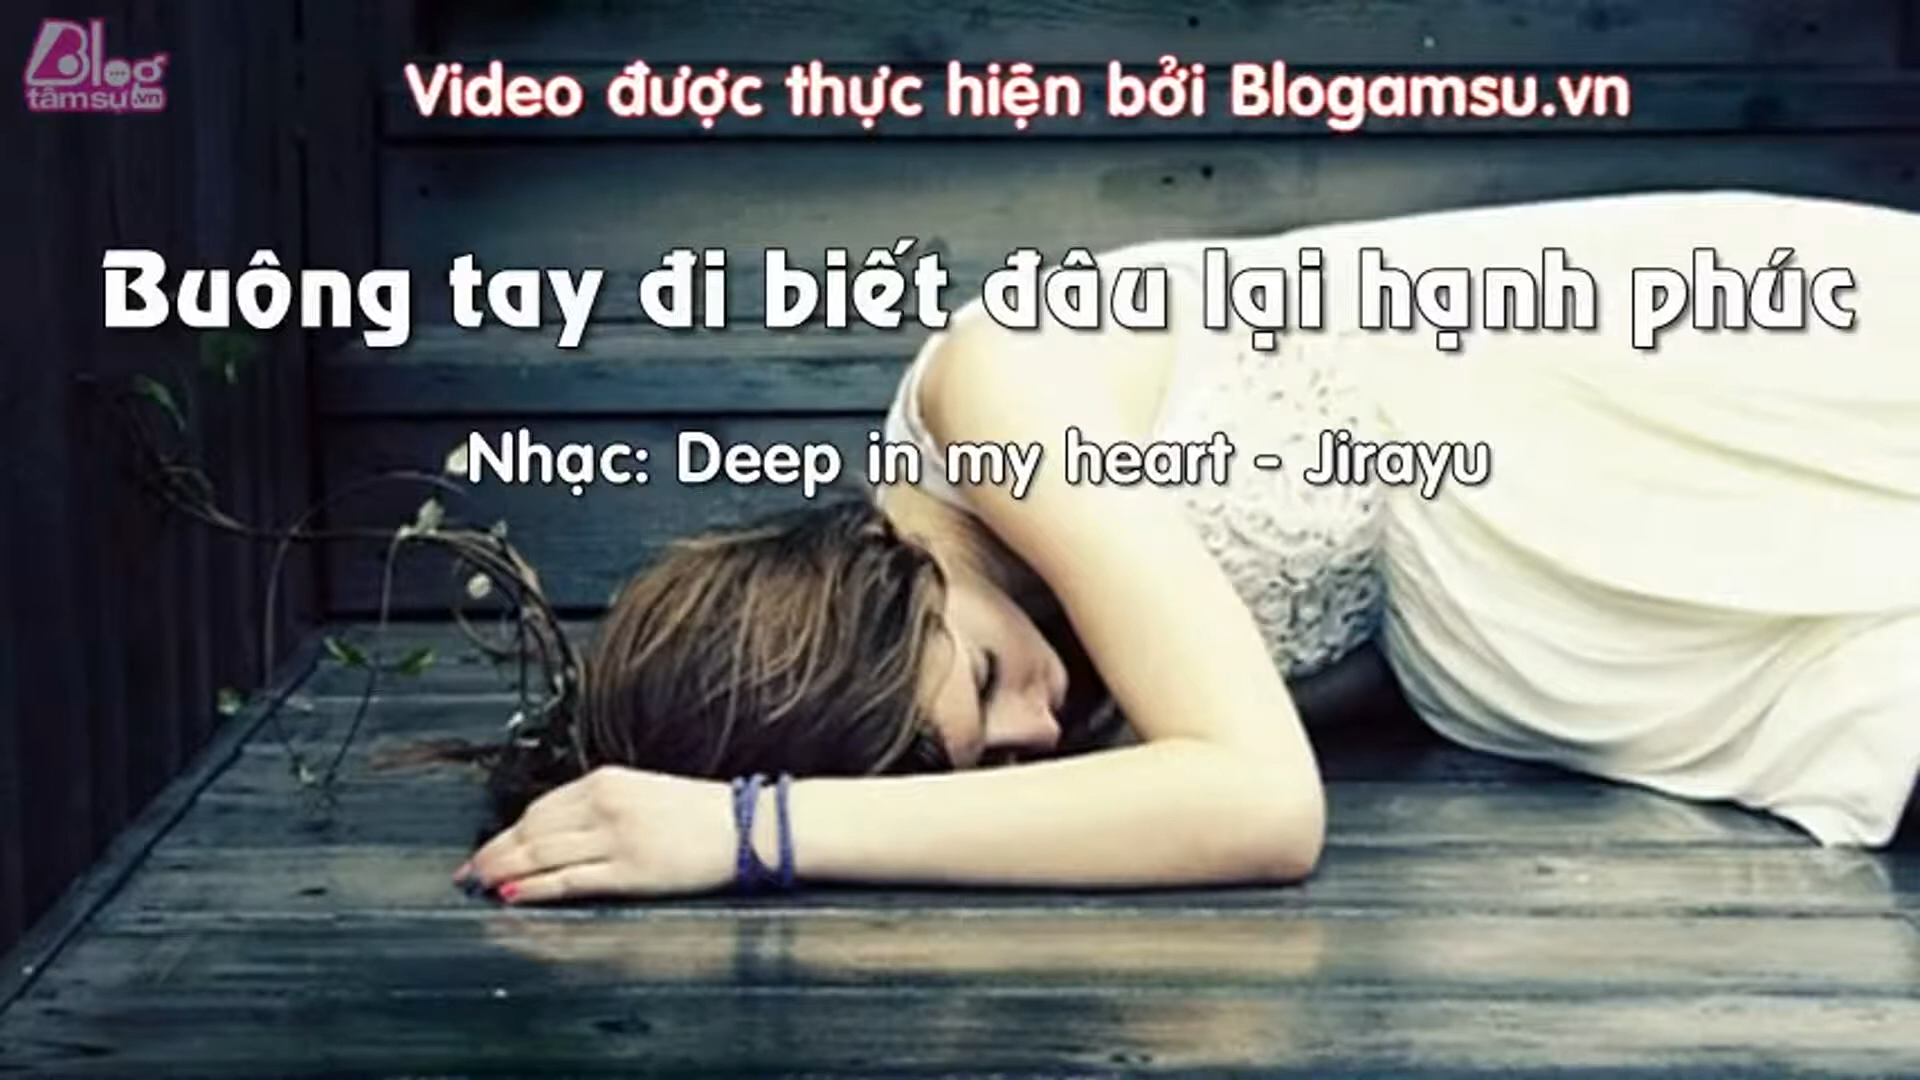 Blog
tâmsự.vn
Video được thực hiện bởi Blogamsu.vn
Buông tay đi biết đâu lại hạnh phúc
Nhạc: Deep in my heart - Jirayu